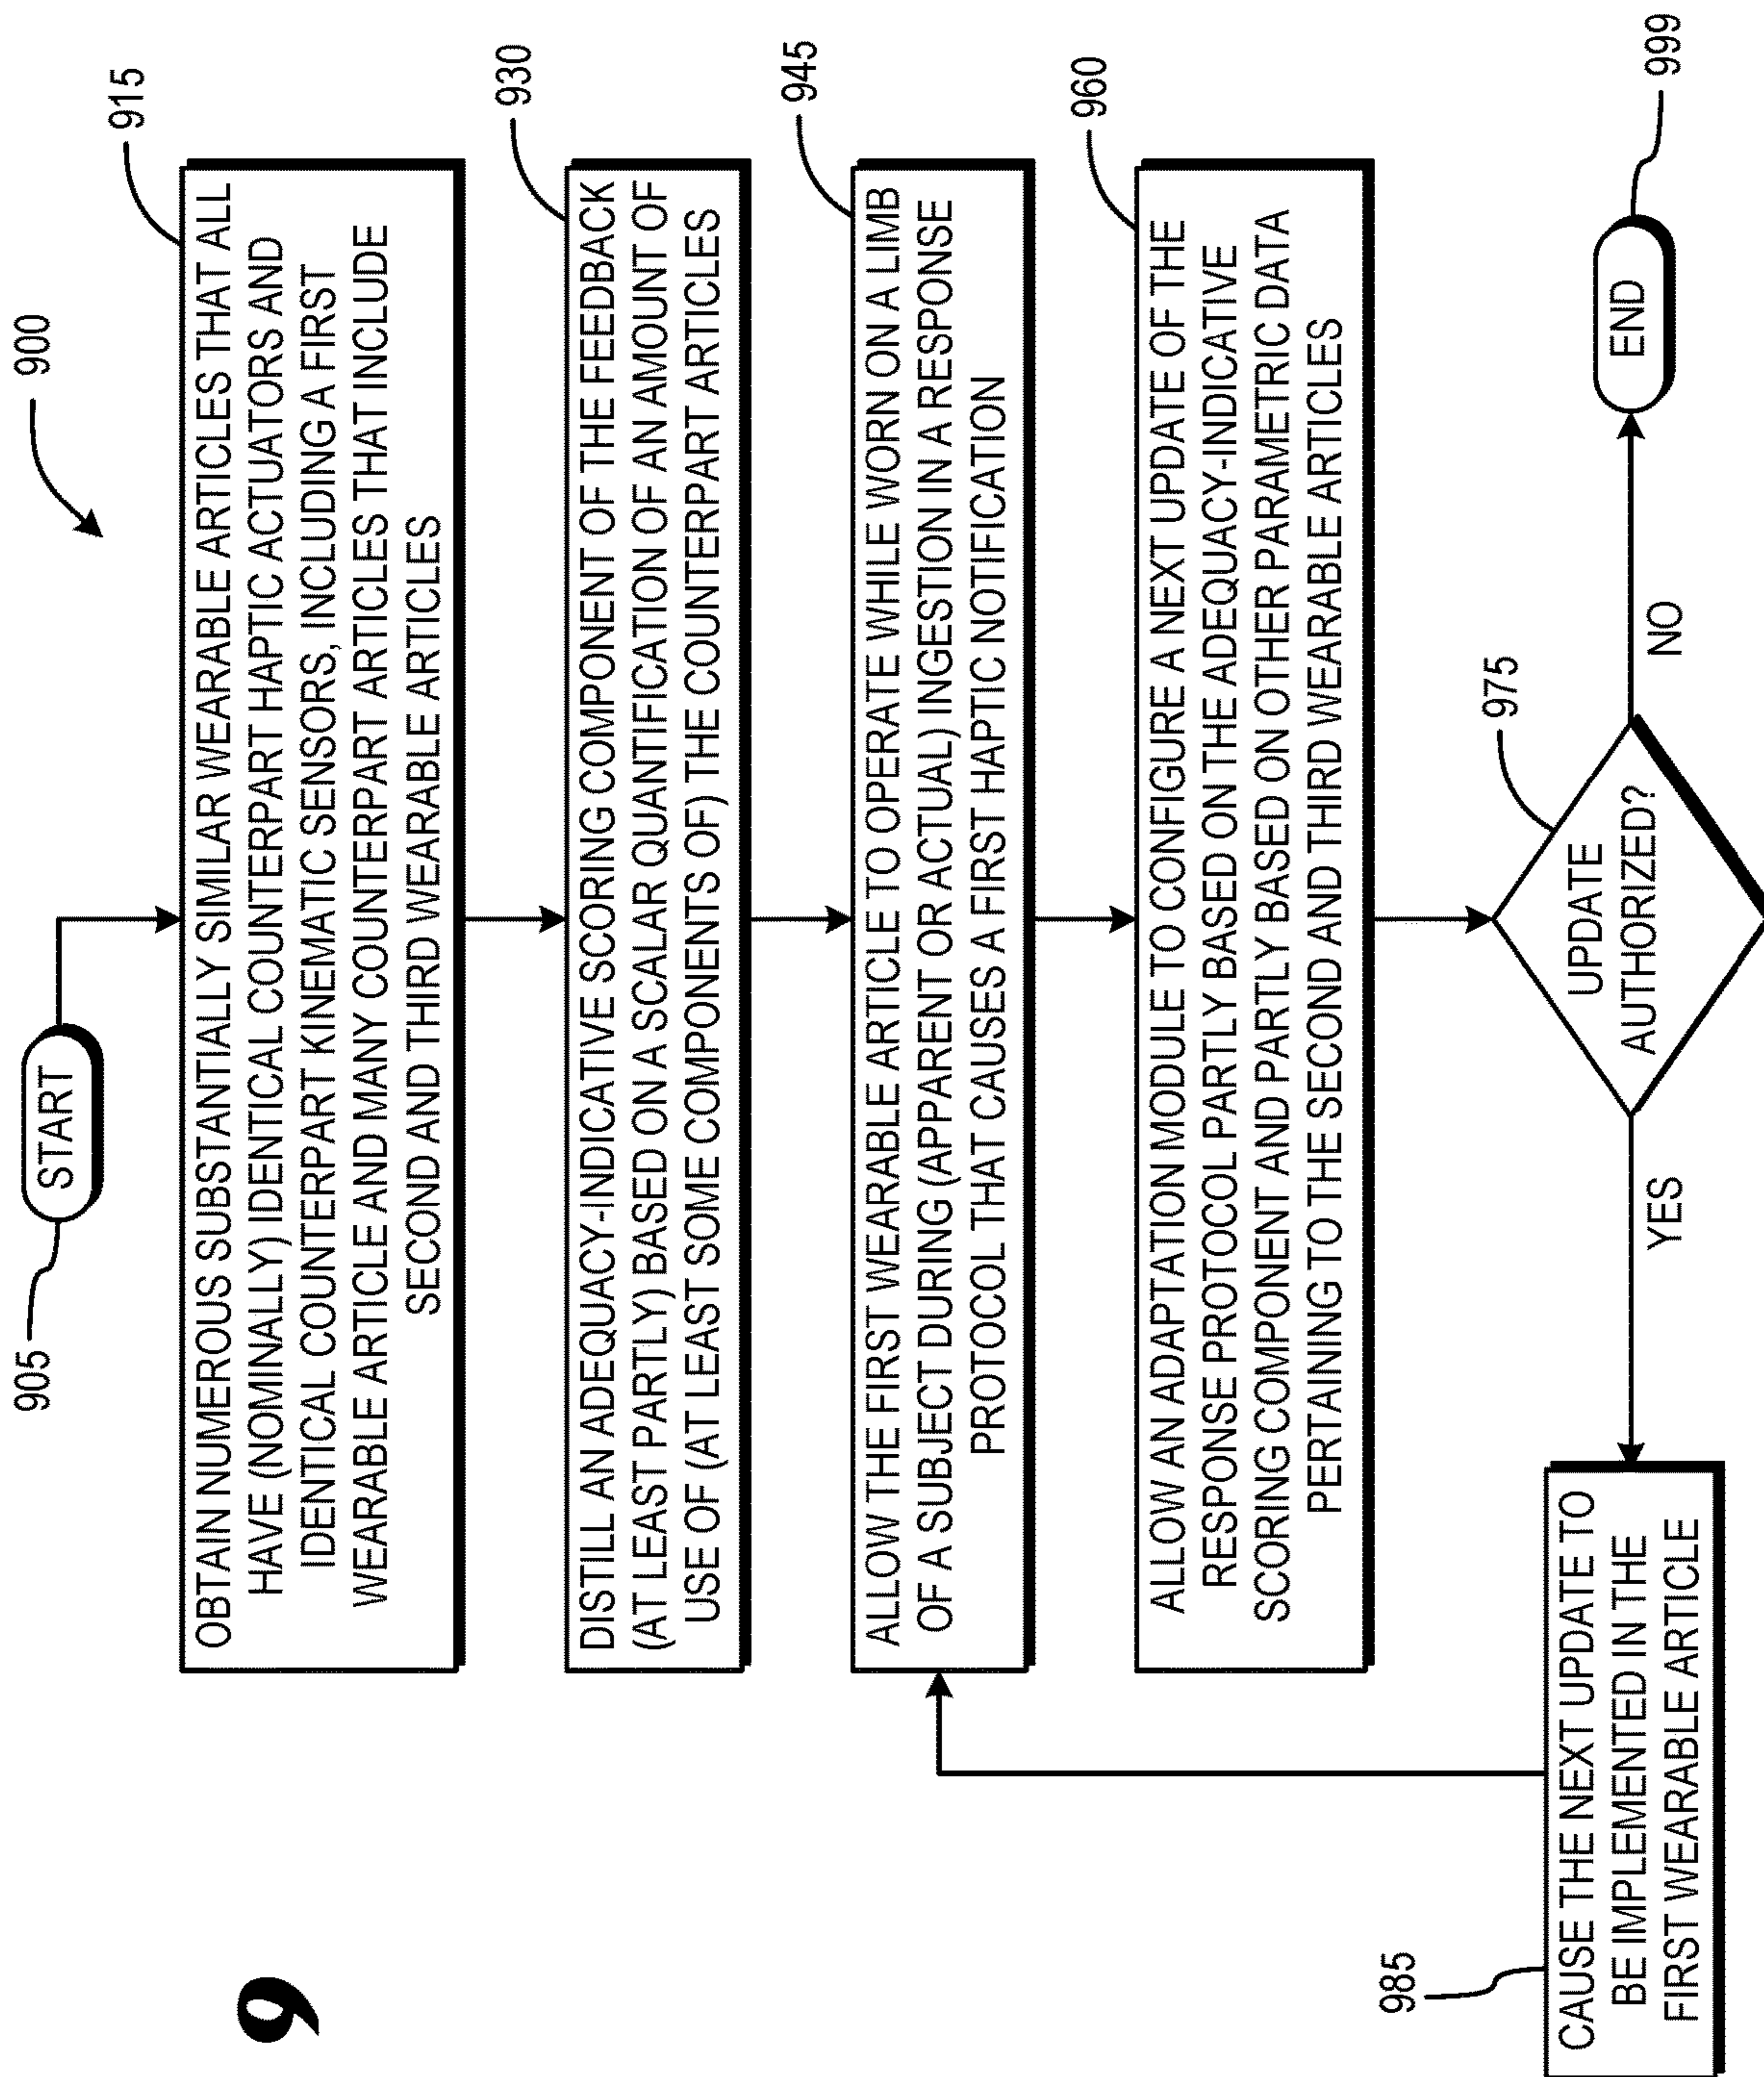 9
900
905
START
915
OBTAIN NUMEROUS SUBSTANTIALLY SIMILAR WEARABLE ARTICLES THAT ALL
HAVE (NOMINALLY) IDENTICAL COUNTERPART HAPTIC ACTUATORS AND
IDENTICAL COUNTERPART KINEMATIC SENSORS, INCLUDING A FIRST
WEARABLE ARTICLE AND MANY COUNTERPART ARTICLES THAT INCLUDE
SECOND AND THIRD WEARABLE ARTICLES
930
DISTILL AN ADEQUACY-INDICATIVE SCORING COMPONENT OF THE FEEDBACK
(AT LEAST PARTLY) BASED ON A SCALAR QUANTIFICATION OF AN AMOUNT OF
USE OF (AT LEAST SOME COMPONENTS OF) THE COUNTERPART ARTICLES
945
ALLOW THE FIRST WEARABLE ARTICLE TO OPERATE WHILE WORN ON A LIMB
OF A SUBJECT DURING (APPARENT OR ACTUAL) INGESTION IN A RESPONSE
PROTOCOL THAT CAUSES A FIRST HAPTIC NOTIFICATION
960
ALLOW AN ADAPTATION MODULE TO CONFIGURE A NEXT UPDATE OF THE
RESPONSE PROTOCOL PARTLY BASED ON THE ADEQUACY-INDICATIVE
SCORING COMPONENT AND PARTLY BASED ON OTHER PARAMETRIC DATA
PERTAINING TO THE SECOND AND THIRD WEARABLE ARTICLES
975
UPDATE
AUTHORIZED?
YES
NO
985
CAUSE THE NEXT UPDATE TO
BE IMPLEMENTED IN THE
FIRST WEARABLE ARTICLE
END
999